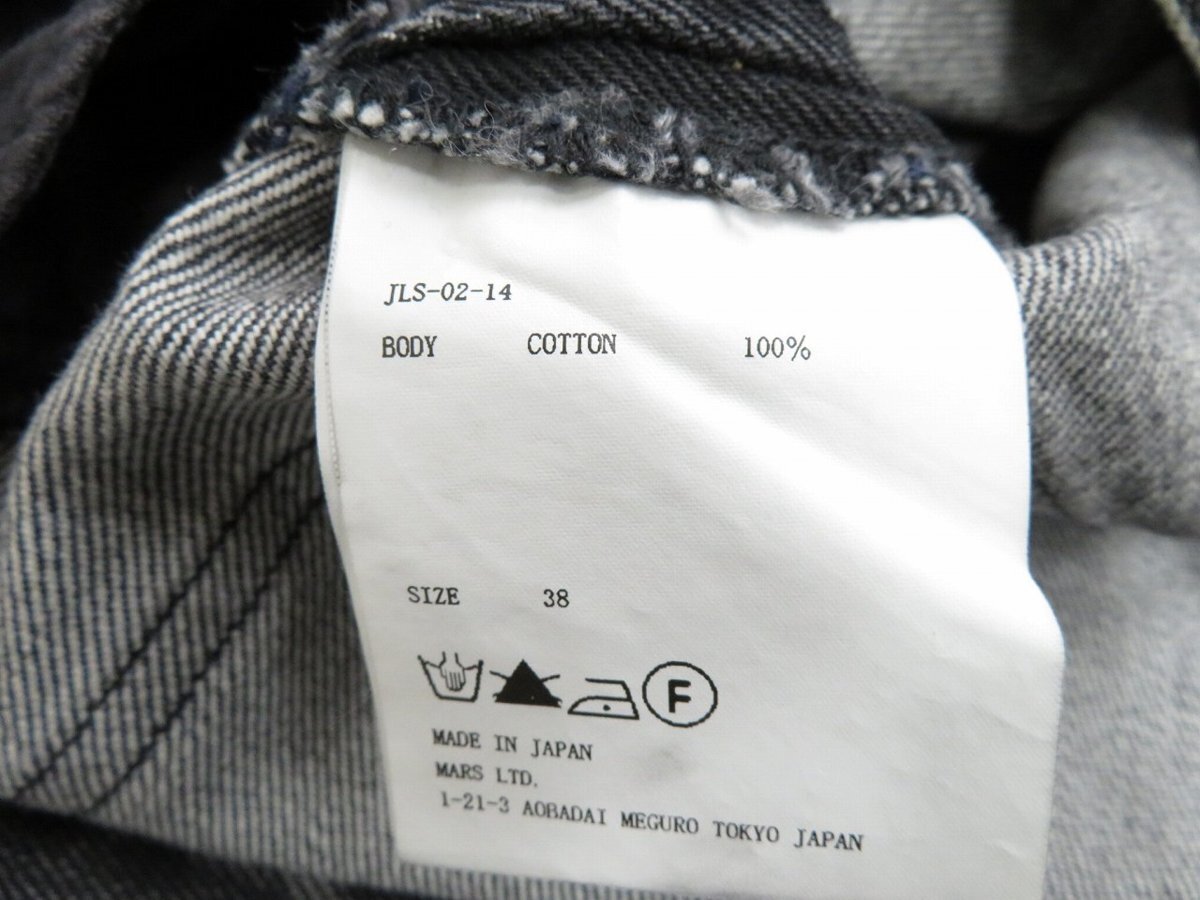 JLS-02-14
BODY COTTON 100%
SIZE 38
F
MADE IN JAPAN
MARS LTD.
1-21-3 AOBADAI MEGURO TOKYO JAPAN